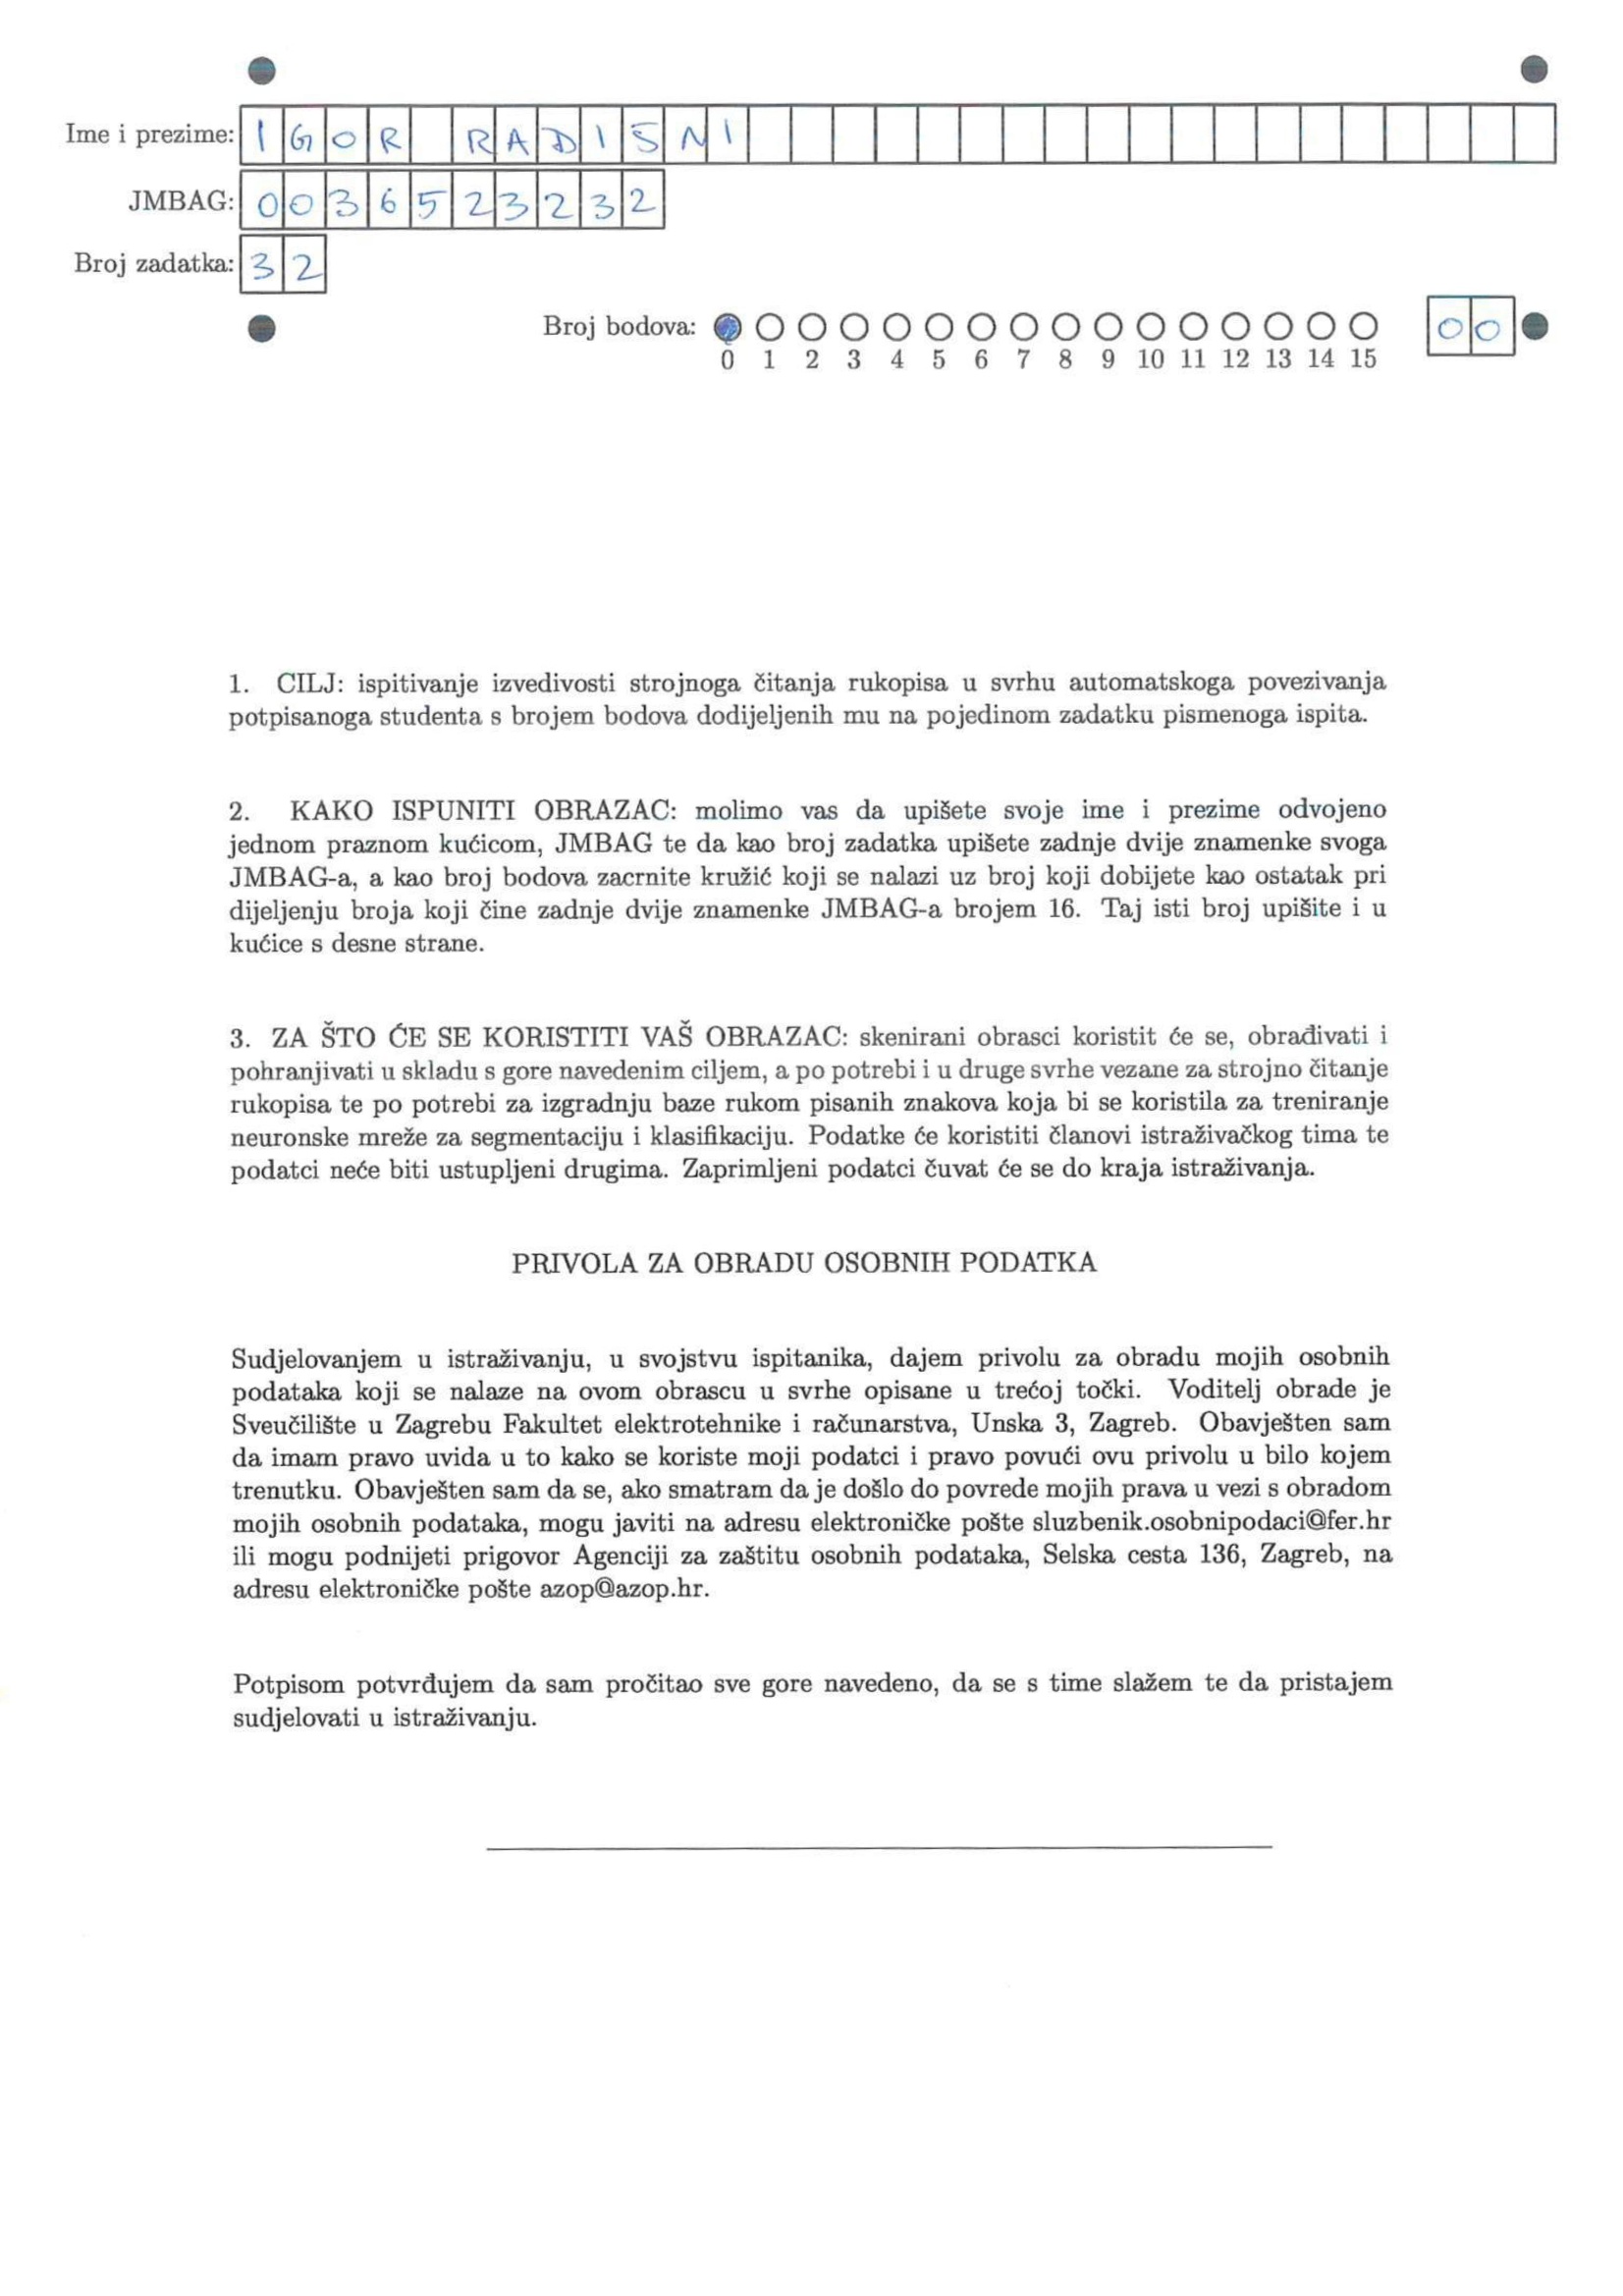 Ime i prezime: IGOR RADISNI
JMBAG: 0036523232
Broj zadatka: 32
Broj bodova: 00
0 1 2 3 4 5 6 7 8 9 10 11 12 13 14 15
1. CILJ: ispitivanje izvedivosti strojnoga čitanja rukopisa u svrhu automatskoga povezivanja
potpisanoga studenta s brojem bodova dodijeljenih mu na pojedinom zadatku pismenoga ispita.
2. KAKO ISPUNITI OBRAZAC: molimo vas da upišete svoje ime i prezime odvojeno
jednom praznom kućicom, JMBAG te da kao broj zadatka upišete zadnje dvije znamenke svoga
JMBAG-a, a kao broj bodova zacrnite kružić koji se nalazi uz broj koji dobijete kao ostatak pri
dijeljenju broja koji čine zadnje dvije znamenke JMBAG-a brojem 16. Taj isti broj upišite i u
kućice s desne strane.
3. ZA ŠTO ĆE SE KORISTITI VAŠ OBRAZAC: skenirani obrasci koristit će se, obrađivati i
pohranjivati u skladu s gore navedenim ciljem, a po potrebi i u druge svrhe vezane za strojno čitanje
rukopisa te po potrebi za izgradnju baze rukom pisanih znakova koja bi se koristila za treniranje
neuronske mreže za segmentaciju i klasifikaciju. Podatke će koristiti članovi istraživačkog tima te
podatci neće biti ustupljeni drugima. Zaprimljeni podatci čuvat će se do kraja istraživanja.
PRIVOLA ZA OBRADU OSOBNIH PODATKA
Sudjelovanjem u istraživanju, u svojstvu ispitanika, dajem privolu za obradu mojih osobnih
podataka koji se nalaze na ovom obrascu u svrhe opisane u trećoj točki. Voditelj obrade je
Sveučilište u Zagrebu Fakultet elektrotehnike i računarstva, Unska 3, Zagreb. Obavješten sam
da imam pravo uvida u to kako se koriste moji podatci i pravo povući ovu privolu u bilo kojem
trenutku. Obavješten sam da se, ako smatram da je došlo do povrede mojih prava u vezi s obradom
mojih osobnih podataka, mogu javiti na adresu elektroničke pošte sluzbenik.osobnipodaci@fer.hr
ili mogu podnijeti prigovor Agenciji za zaštitu osobnih podataka, Selska cesta 136, Zagreb, na
adresu elektroničke pošte azop@azop.hr.
Potpisom potvrđujem da sam pročitao sve gore navedeno, da se s time slažem te da pristajem
sudjelovati u istraživanju.